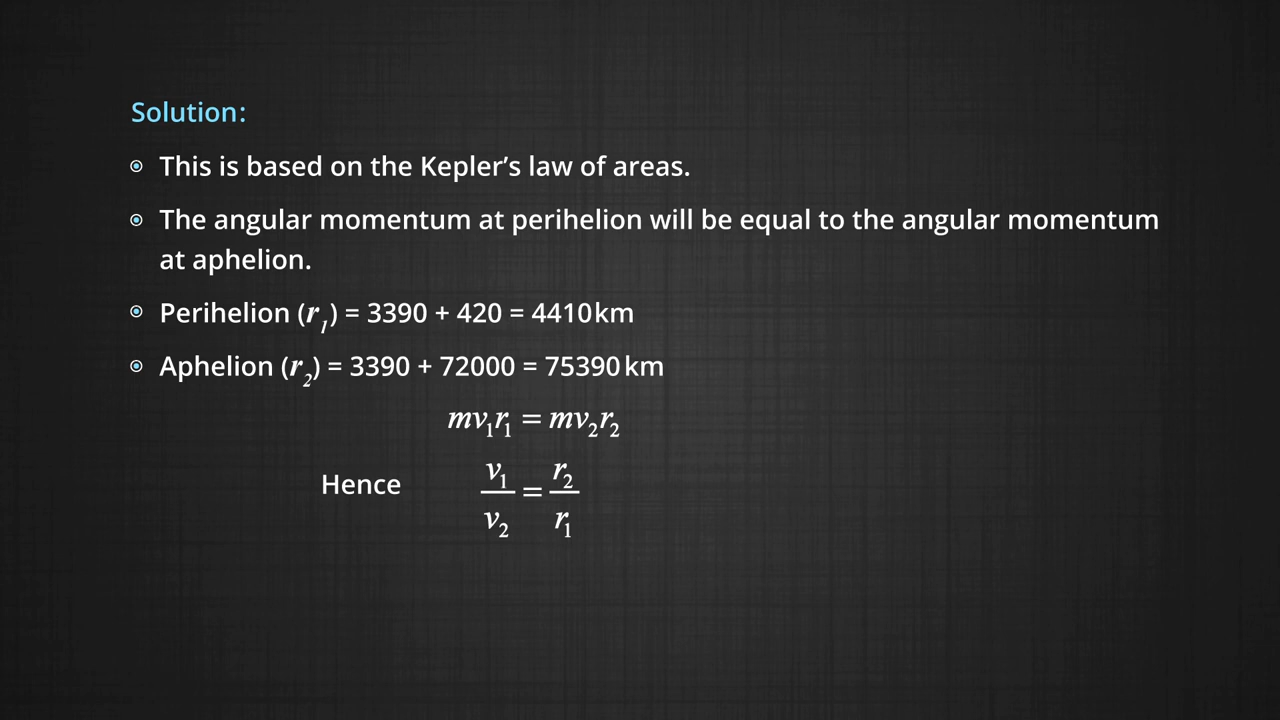 Solution:
This is based on the Kepler’s law of areas.
The angular momentum at perihelion will be equal to the angular momentum
at aphelion.
Perihelion (r₁) = 3390 + 420 = 4410 km
Aphelion (r₂) = 3390 + 72000 = 75390 km
mv₁r₁ = mv₂r₂
Hence v₁/v₂ = r₂/r₁